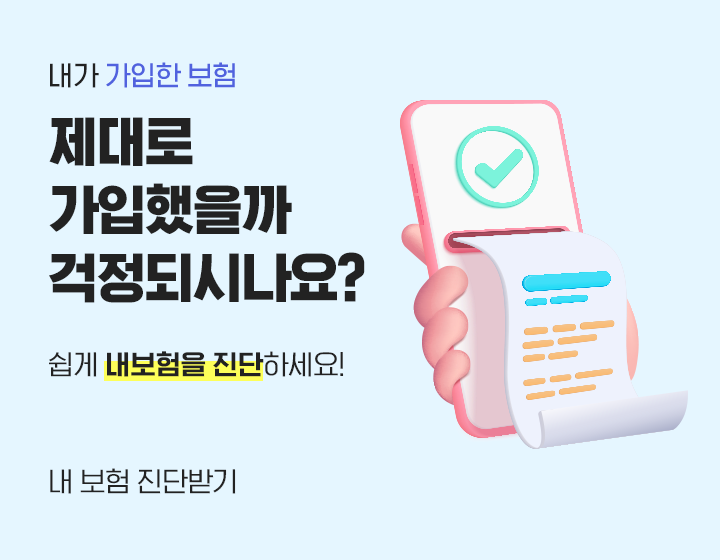 내가 가입한 보험
제대로
가입했을까
걱정되시나요?
쉽게 내보험을 진단하세요!
내 보험 진단받기